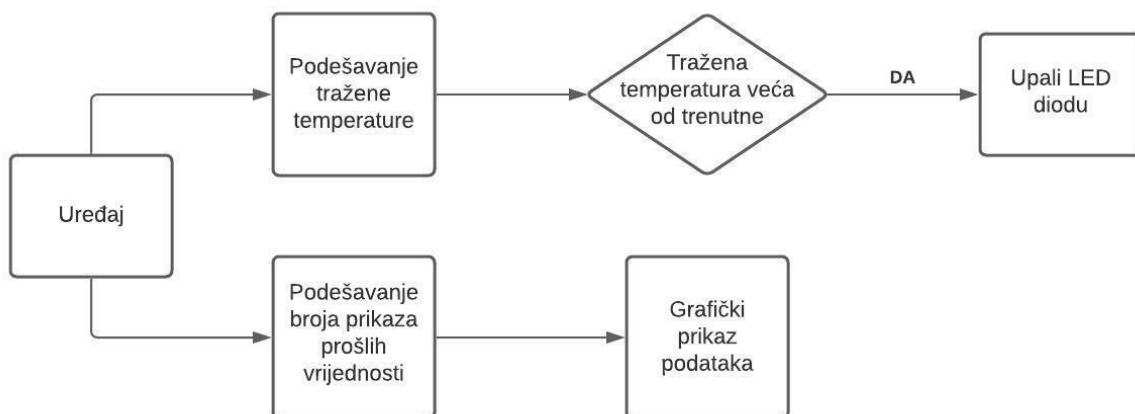 Uređaj
Podešavanje
tražene
temperature
Tražena
temperatura veća
od trenutne
DA
Upali LED
diodu
Podešavanje
broja prikaza
prošlih
vrijednosti
Grafički
prikaz
podataka